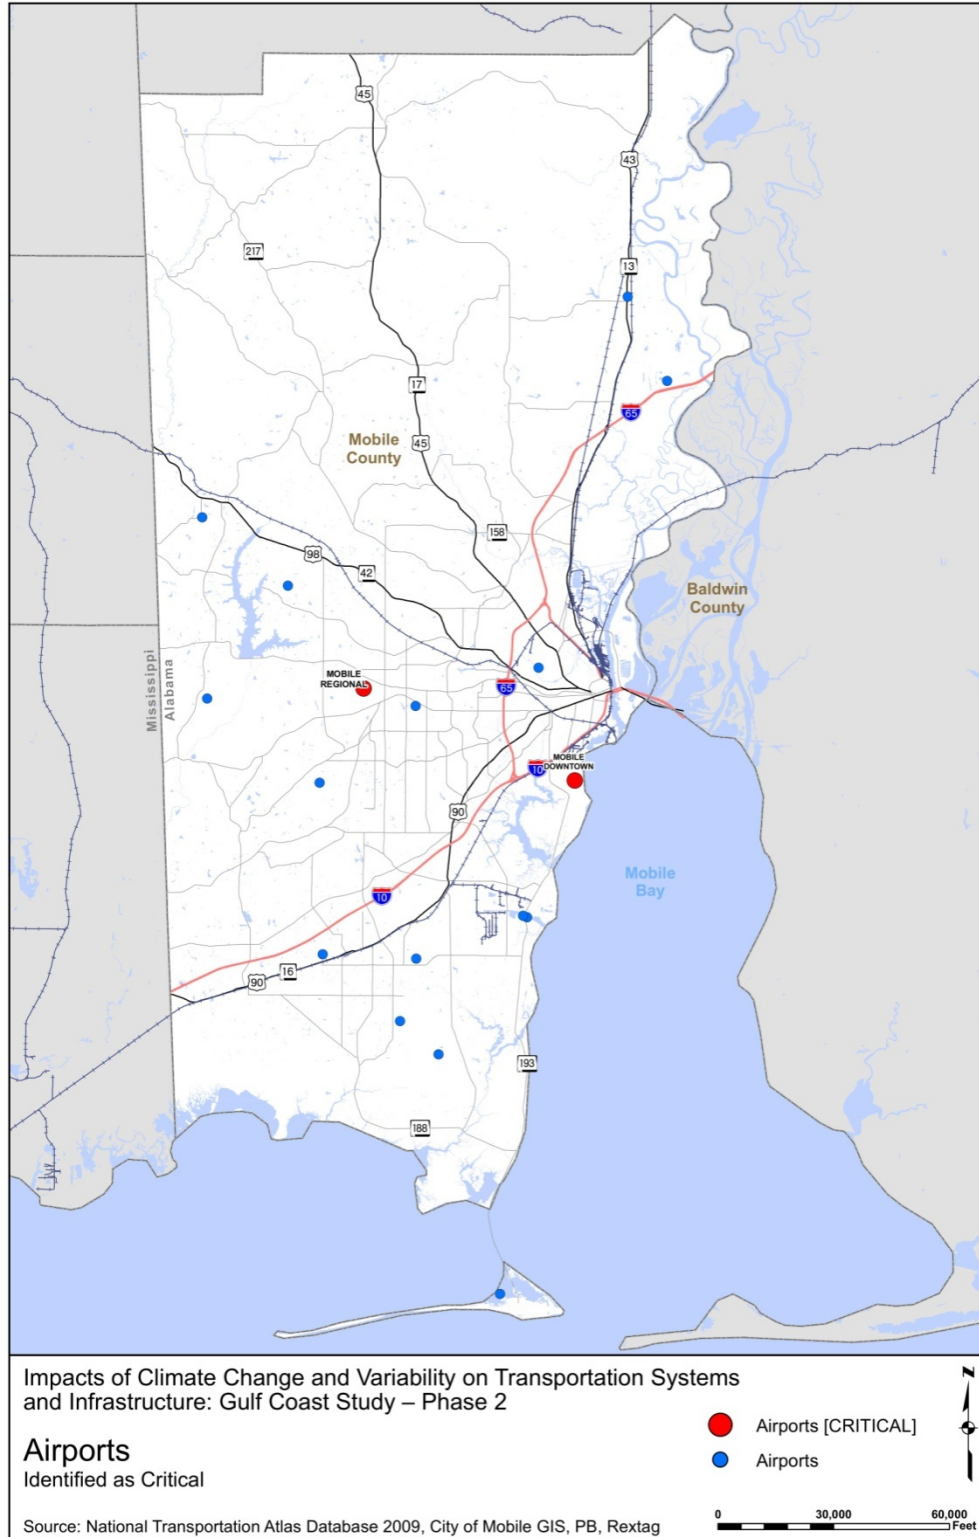 45
43
217
13
17
65
Mobile
County
45
158
98
42
Baldwin
County
Mississippi
Alabama
MOBILE
REGIONAL
65
MOBILE
DOWNTOWN
10
90
Mobile
Bay
10
16
90
193
188
Impacts of Climate Change and Variability on Transportation Systems
and Infrastructure: Gulf Coast Study – Phase 2
Airports
Identified as Critical
Source: National Transportation Atlas Database 2009, City of Mobile GIS, PB, Rextag
Airports [CRITICAL]
Airports
N
0 30,000 60,000
Feet